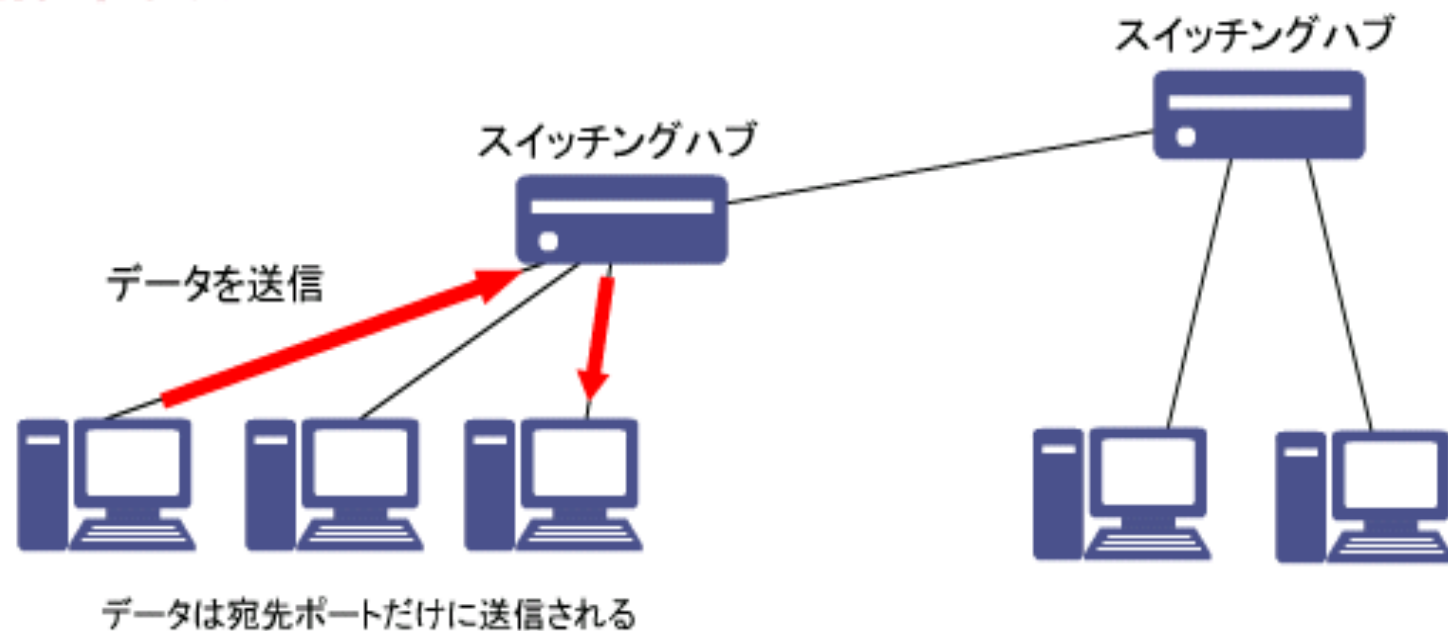 スイッチングハブ
スイッチングハブ
データを送信
データは宛先ポートだけに送信される